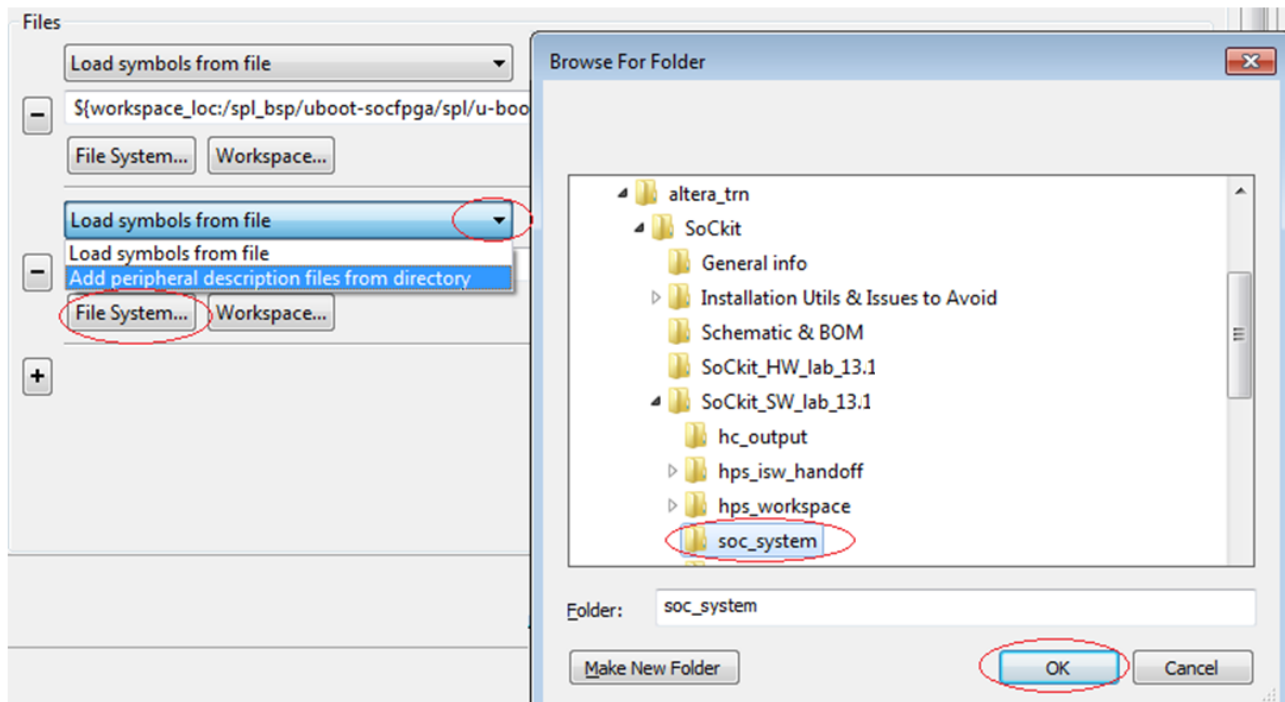 Files
Load symbols from file
−
${workspace_loc:/spl_bsp/uboot-socfpga/spl/u-boo
File System...
Workspace...
Load symbols from file
Load symbols from file
−
Add peripheral description files from directory
File System...
Workspace...
+
Browse For Folder
altera_trn
SoCkit
General info
Installation Utils & Issues to Avoid
Schematic & BOM
SoCkit_HW_lab_13.1
SoCkit_SW_lab_13.1
hc_output
hps_isw_handoff
hps_workspace
soc_system
Folder:
soc_system
Make New Folder
OK
Cancel